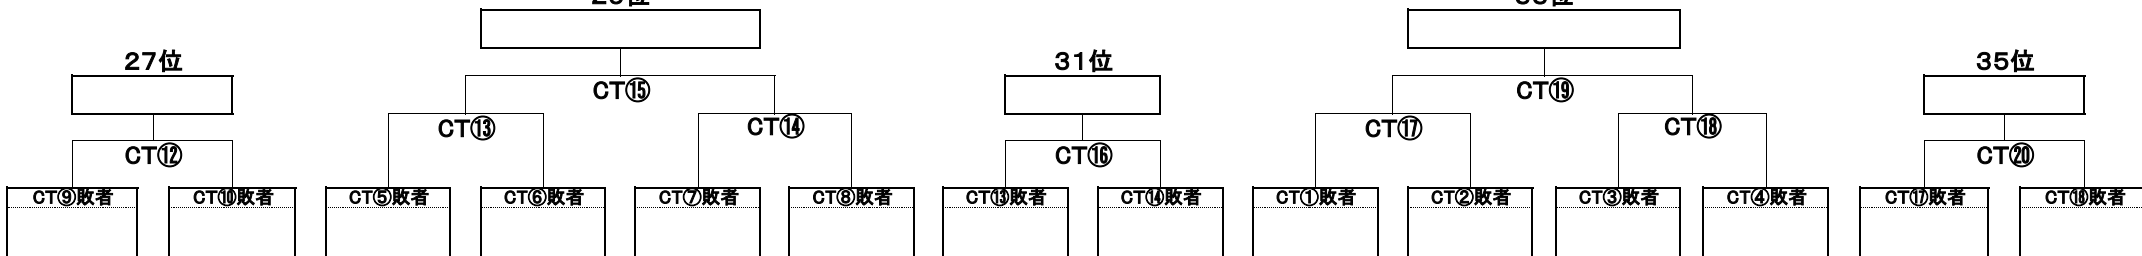 27位
31位
35位
CT⑮
CT⑲
CT⑬
CT⑭
CT⑰
CT⑱
CT⑫
CT⑯
CT⑳
CT⑨敗者 CT⑩敗者 CT⑤敗者 CT⑥敗者 CT⑦敗者 CT⑧敗者 CT⑬敗者 CT⑭敗者 CT①敗者 CT②敗者 CT③敗者 CT④敗者 CT⑰敗者 CT⑱敗者